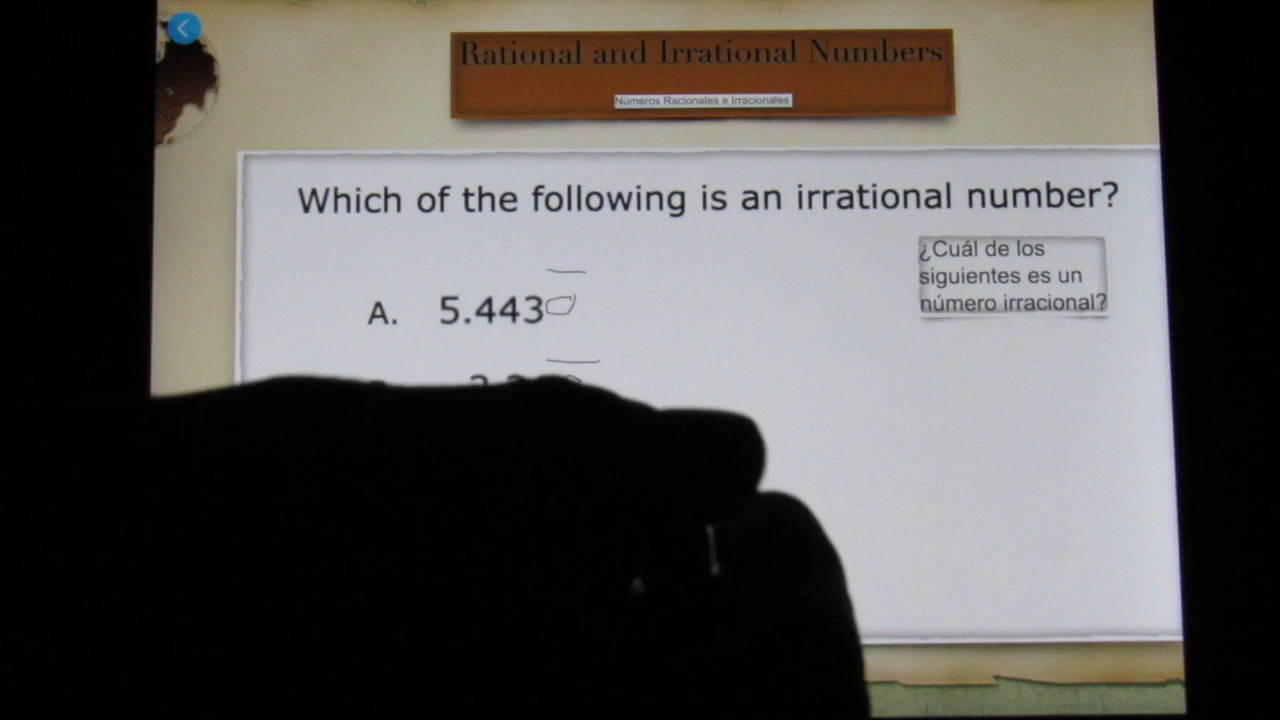 Rational and Irrational Numbers
Números Racionales e Irracionales
Which of the following is an irrational number?
¿Cuál de los
siguientes es un
número irracional?
A. 5.4430